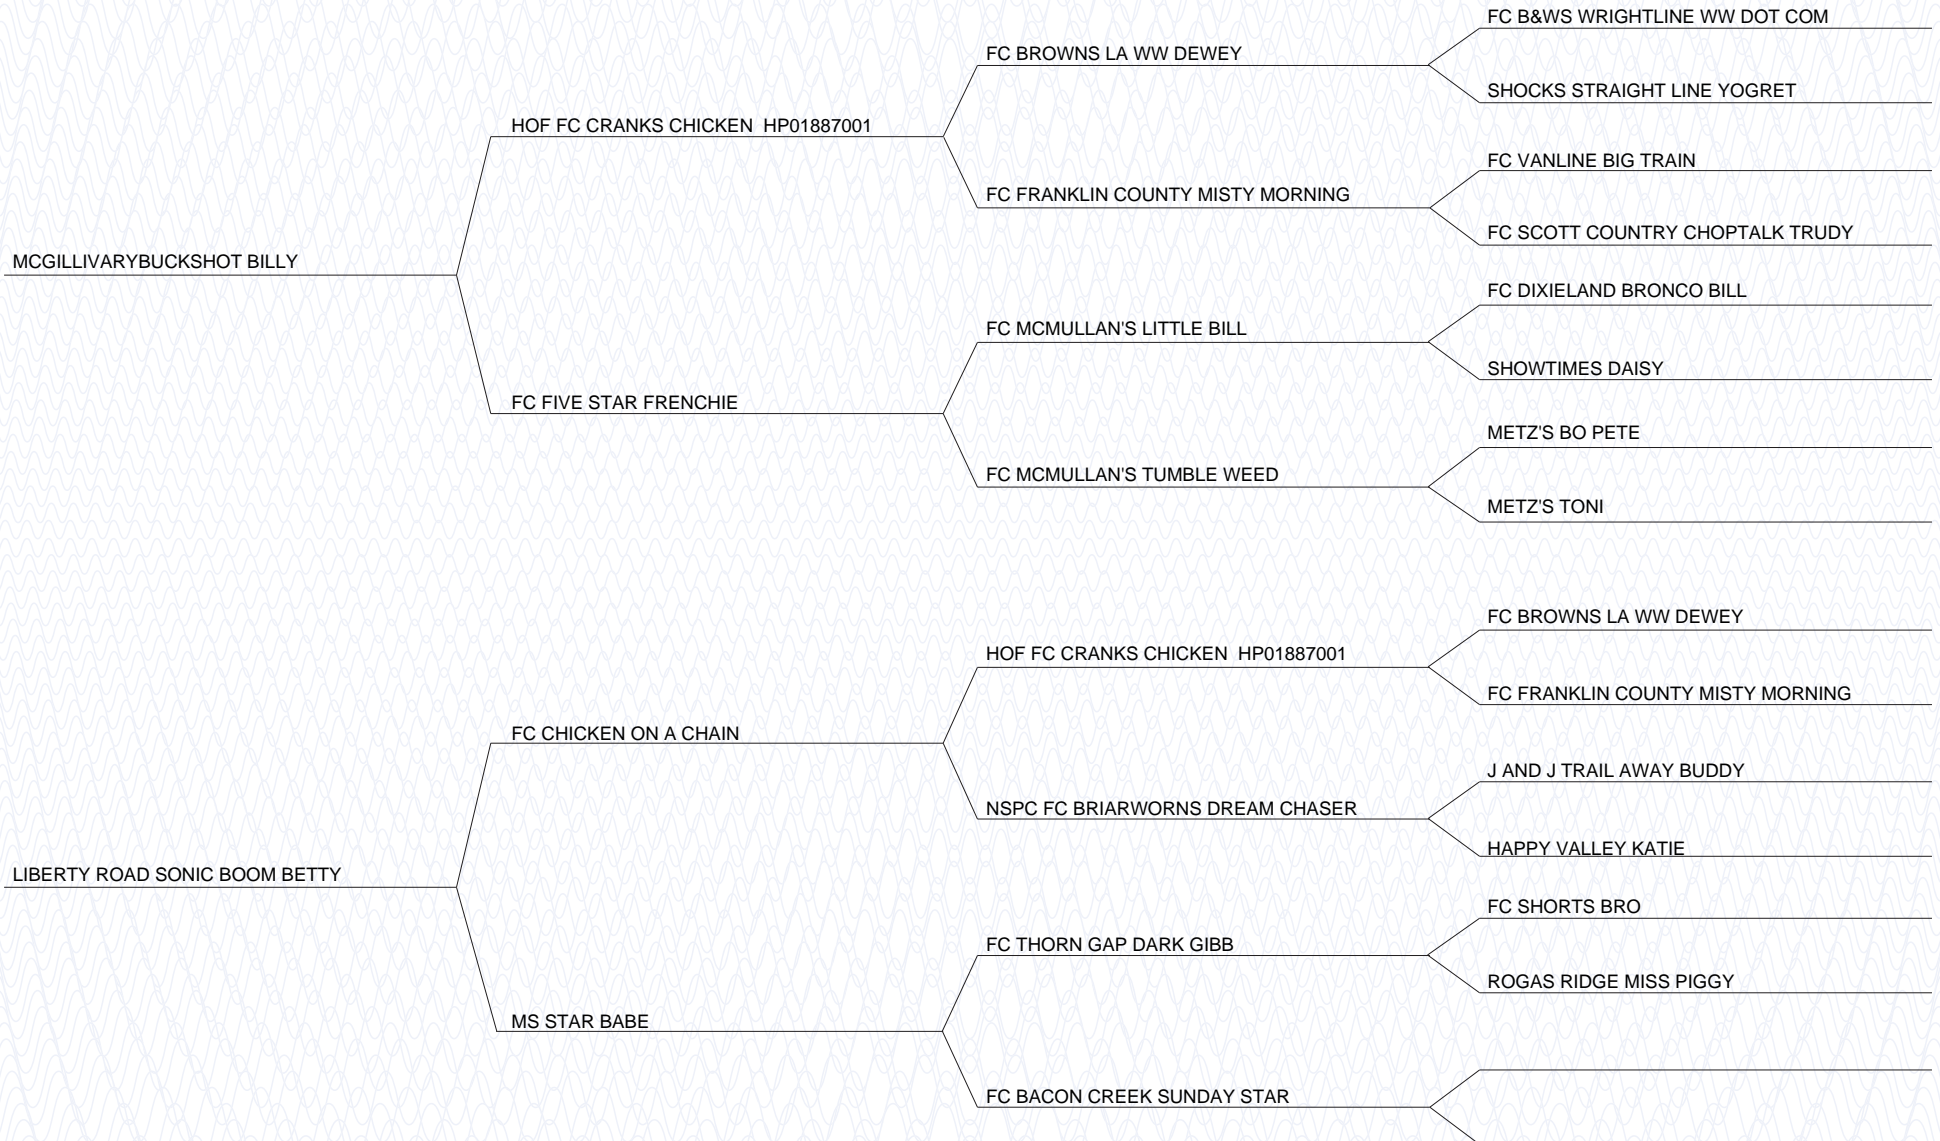 FC B&WS WRIGHTLINE WW DOT COM
FC BROWNS LA WW DEWEY
SHOCKS STRAIGHT LINE YOGRET
HOF FC CRANKS CHICKEN HP01887001
FC VANLINE BIG TRAIN
FC FRANKLIN COUNTY MISTY MORNING
FC SCOTT COUNTRY CHOPTALK TRUDY
MCGILLIVARYBUCKSHOT BILLY
FC DIXIELAND BRONCO BILL
FC MCMULLAN'S LITTLE BILL
SHOWTIMES DAISY
FC FIVE STAR FRENCHIE
METZ'S BO PETE
FC MCMULLAN'S TUMBLE WEED
METZ'S TONI
FC BROWNS LA WW DEWEY
HOF FC CRANKS CHICKEN HP01887001
FC FRANKLIN COUNTY MISTY MORNING
FC CHICKEN ON A CHAIN
J AND J TRAIL AWAY BUDDY
NSPC FC BRIARWORNS DREAM CHASER
HAPPY VALLEY KATIE
LIBERTY ROAD SONIC BOOM BETTY
FC SHORTS BRO
FC THORN GAP DARK GIBB
ROGAS RIDGE MISS PIGGY
MS STAR BABE
FC BACON CREEK SUNDAY STAR